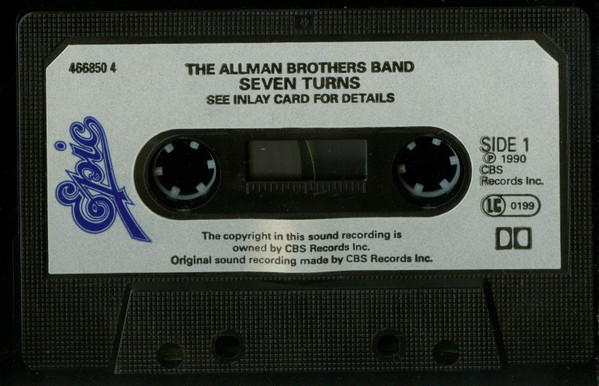 466850 4
THE ALLMAN BROTHERS BAND
SEVEN TURNS
SEE INLAY CARD FOR DETAILS
Epic
SIDE 1
Ⓟ 1990
CBS
Records Inc.
LC 0199
The copyright in this sound recording is
owned by CBS Records Inc.
Original sound recording made by CBS Records Inc.